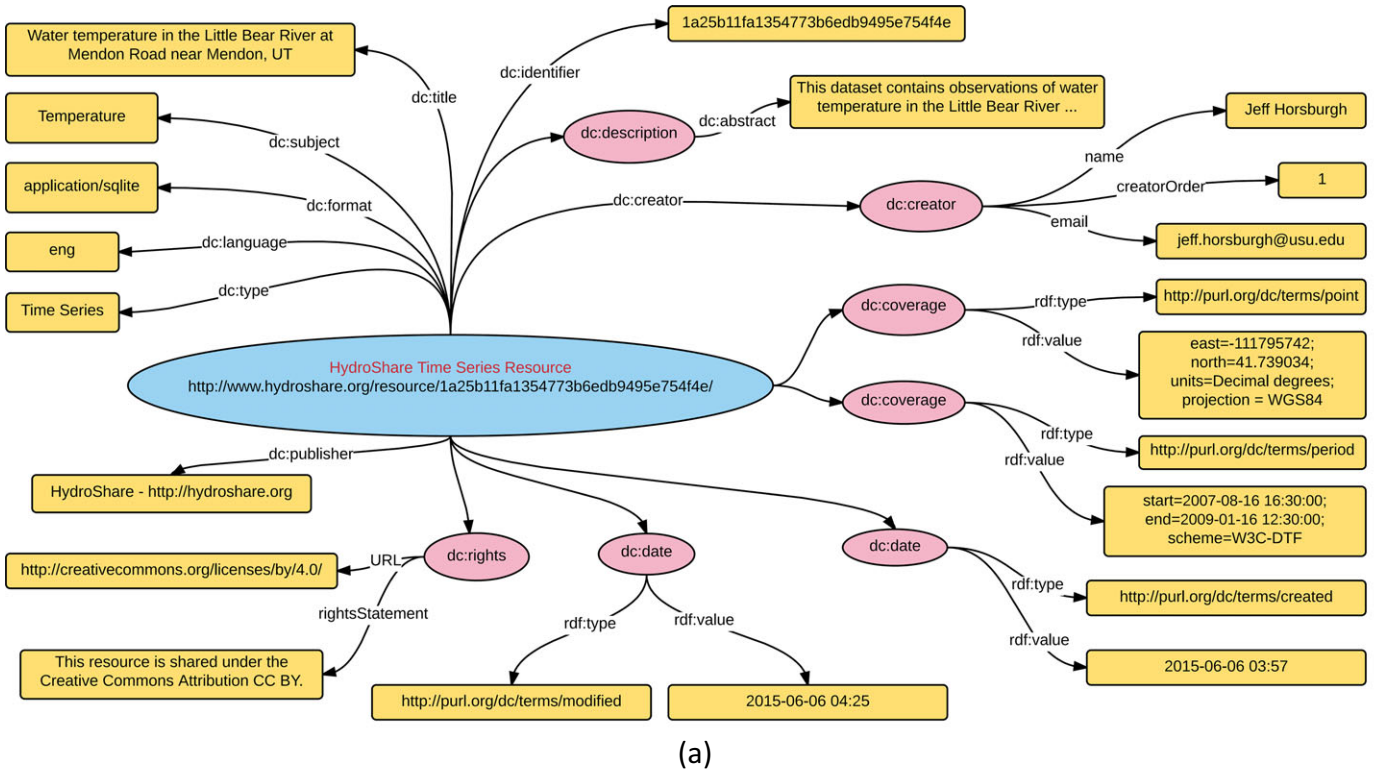 Water temperature in the Little Bear River at
Mendon Road near Mendon, UT
1a25b11fa1354773b6edb9495e754f4e
dc:identifier
dc:title
This dataset contains observations of water
temperature in the Little Bear River ...
dc:abstract
dc:description
Temperature
dc:subject
Jeff Horsburgh
name
application/sqlite
dc:format
dc:creator
dc:creator
creatorOrder
1
email
jeff.horsburgh@usu.edu
eng
dc:language
Time Series
dc:type
dc:coverage
rdf:type
http://purl.org/dc/terms/point
rdf:value
east=-111795742;
north=41.739034;
units=Decimal degrees;
projection = WGS84
HydroShare Time Series Resource
http://www.hydroshare.org/resource/1a25b11fa1354773b6edb9495e754f4e/
dc:coverage
rdf:type
http://purl.org/dc/terms/period
rdf:value
start=2007-08-16 16:30:00;
end=2009-01-16 12:30:00;
scheme=W3C-DTF
dc:publisher
HydroShare - http://hydroshare.org
dc:rights
URL
http://creativecommons.org/licenses/by/4.0/
rightsStatement
This resource is shared under the
Creative Commons Attribution CC BY.
dc:date
rdf:type
http://purl.org/dc/terms/modified
rdf:value
2015-06-06 04:25
dc:date
rdf:type
http://purl.org/dc/terms/created
rdf:value
2015-06-06 03:57
(a)